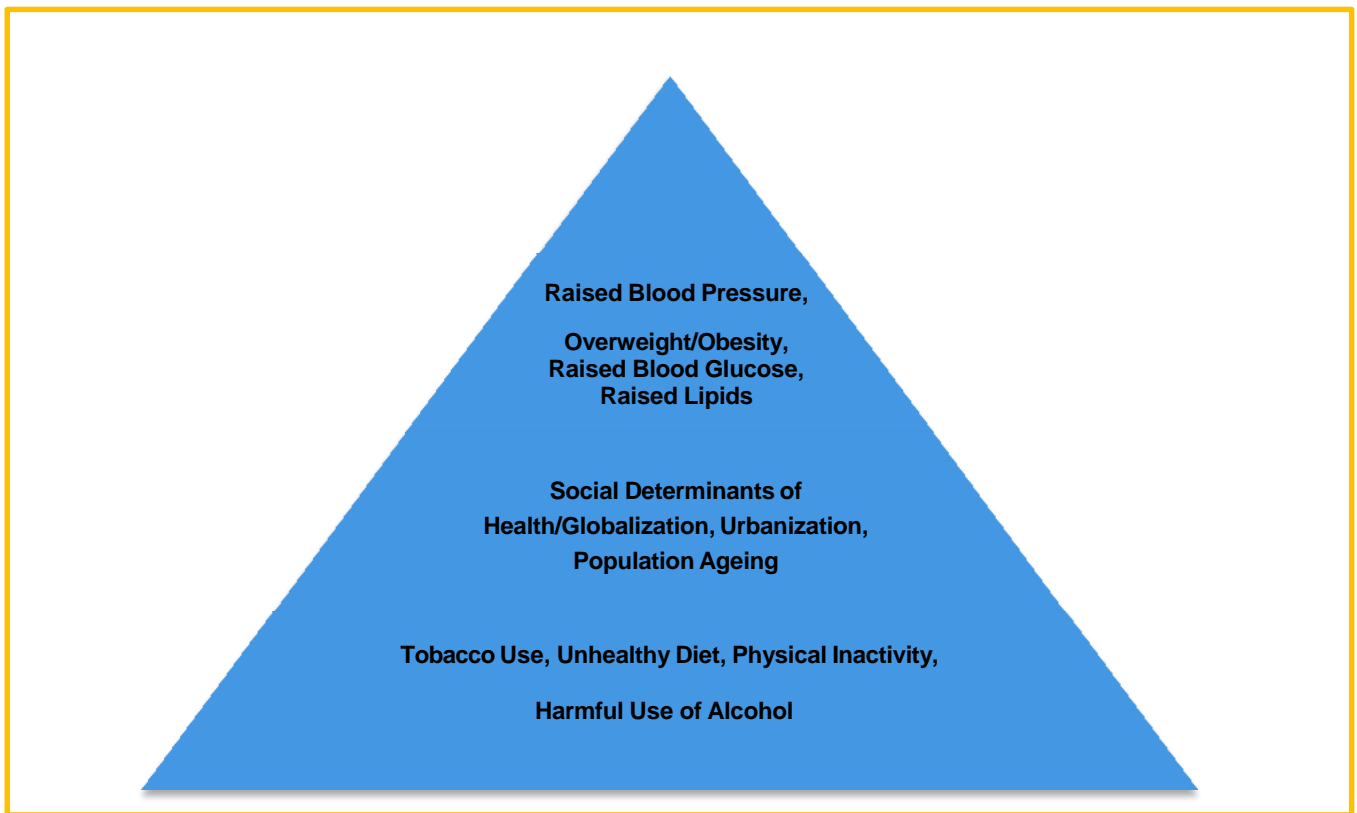 Raised Blood Pressure,
Overweight/Obesity,
Raised Blood Glucose,
Raised Lipids
Social Determinants of
Health/Globalization, Urbanization,
Population Ageing
Tobacco Use, Unhealthy Diet, Physical Inactivity,
Harmful Use of Alcohol